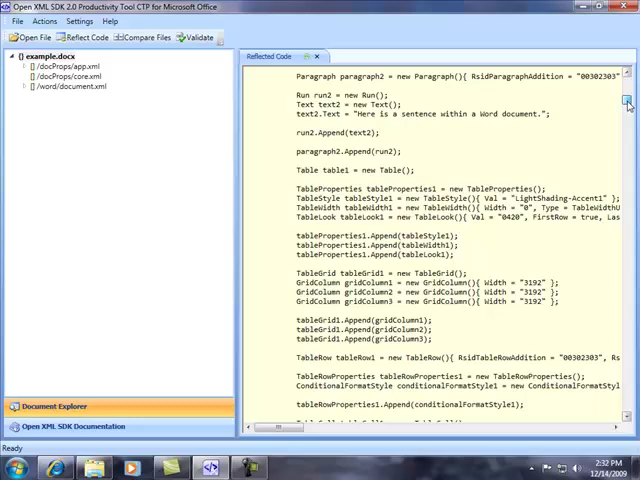 Open XML SDK 2.0 Productivity Tool CTP for Microsoft Office
File Actions Settings Help
Open File Reflect Code Compare Files Validate
example.docx
/docProps/app.xml
/docProps/core.xml
/word/document.xml
Document Explorer
Open XML SDK Documentation
Reflected Code
Paragraph paragraph2 = new Paragraph(){ RsidParagraphAddition = "00302303"
Run run2 = new Run();
Text text2 = new Text();
text2.Text = "Here is a sentence within a Word document.";
run2.Append(text2);
paragraph2.Append(run2);
Table table1 = new Table();
TableProperties tableProperties1 = new TableProperties();
TableStyle tableStyle1 = new TableStyle(){ Val = "LightShading-Accent1" };
TableWidth tableWidth1 = new TableWidth(){ Width = "0", Type = TableWidthU
TableLook tableLook1 = new TableLook(){ Val = "0420", FirstRow = true, Las
tableProperties1.Append(tableStyle1);
tableProperties1.Append(tableWidth1);
tableProperties1.Append(tableLook1);
TableGrid tableGrid1 = new TableGrid();
GridColumn gridColumn1 = new GridColumn(){ Width = "3192" };
GridColumn gridColumn2 = new GridColumn(){ Width = "3192" };
GridColumn gridColumn3 = new GridColumn(){ Width = "3192" };
tableGrid1.Append(gridColumn1);
tableGrid1.Append(gridColumn2);
tableGrid1.Append(gridColumn3);
TableRow tableRow1 = new TableRow(){ RsidTableRowAddition = "00302303", Rs
TableRowProperties tableRowProperties1 = new TableRowProperties();
ConditionalFormatStyle conditionalFormatStyle1 = new ConditionalFormatStyl
tableRowProperties1.Append(conditionalFormatStyle1);
Ready
2:32 PM
12/14/2009